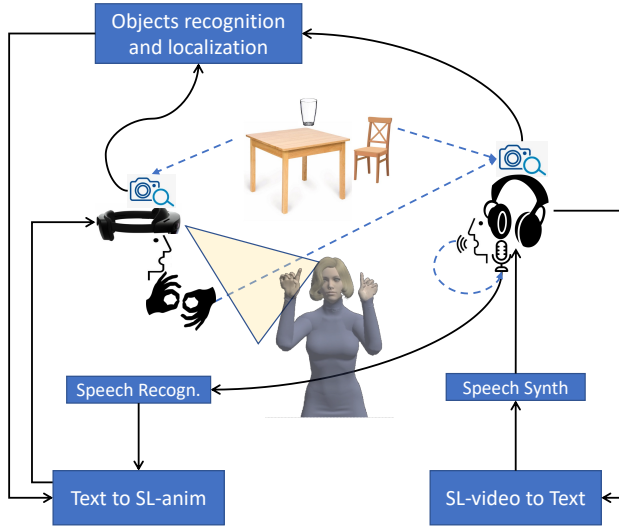 Objects recognition
and localization
Speech Recogn.
Speech Synth
Text to SL-anim
SL-video to Text